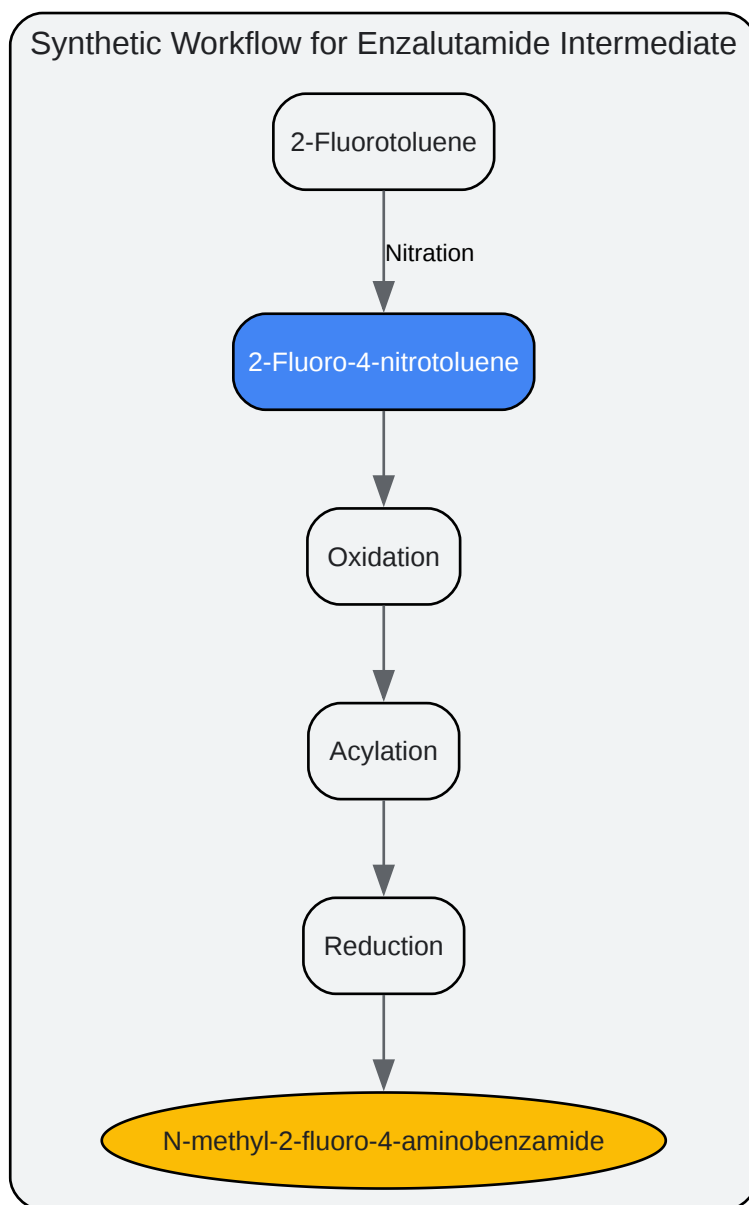 Synthetic Workflow for Enzalutamide Intermediate
2-Fluorotoluene
Nitration
2-Fluoro-4-nitrotoluene
Oxidation
Acylation
Reduction
N-methyl-2-fluoro-4-aminobenzamide